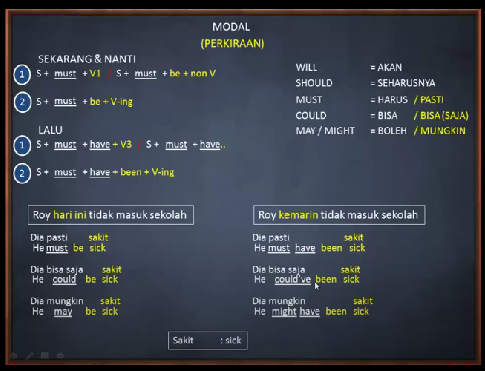 MODAL
(PERKIRAAN)
SEKARANG & NANTI
1 S + must + V1 / S + must + be + non V
2 S + must + be + V-ing
LALU
1 S + must + have + V3 / S + must + have..
2 S + must + have + been + V-ing
WILL = AKAN
SHOULD = SEHARUSNYA
MUST = HARUS / PASTI
COULD = BISA / BISA (SAJA)
MAY / MIGHT = BOLEH / MUNGKIN
Roy hari ini tidak masuk sekolah
Dia pasti sakit
He must be sick
Dia bisa saja sakit
He could be sick
Dia mungkin sakit
He may be sick
Roy kemarin tidak masuk sekolah
Dia pasti sakit
He must have been sick
Dia bisa saja sakit
He could've been sick
Dia mungkin sakit
He might have been sick
Sakit : sick